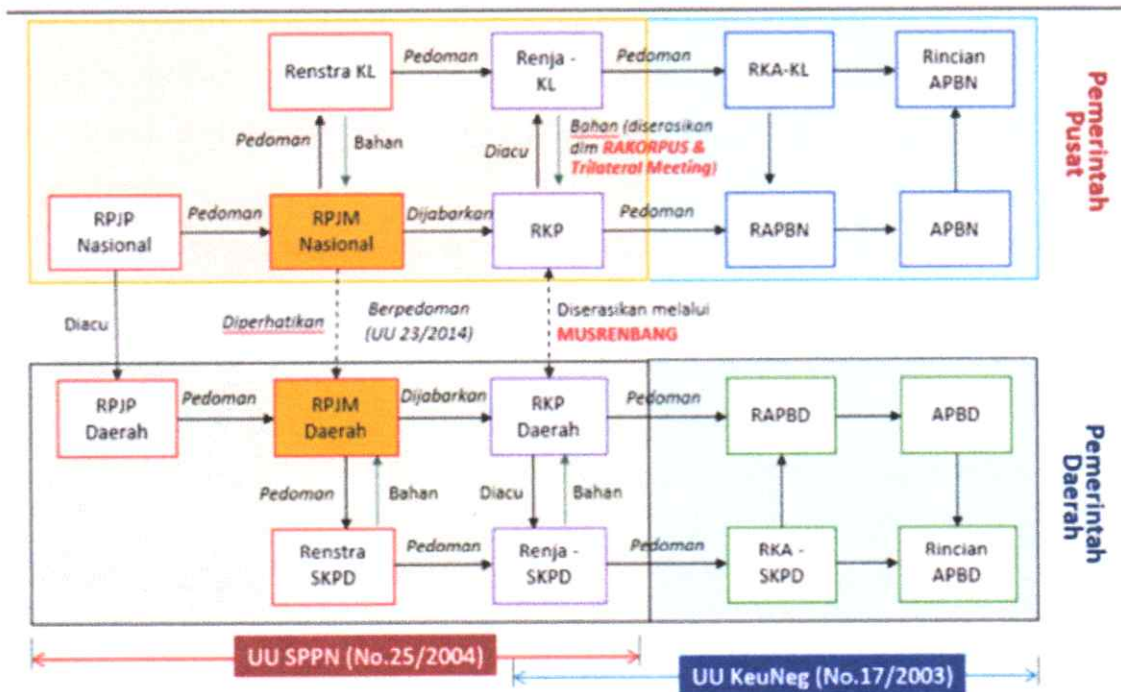 Pedoman
Pedoman
Renstra KL
Renja -
KL
RKA-KL
Rincian
APBN
Pedoman
Bahan
Diacu
Bahan (diserasikan
dlm RAKORPUS &
Trilateral Meeting)
RPJP
Nasional
Pedoman
RPJM
Nasional
Dijabarkan
RKP
Pedoman
RAPBN
APBN
Pemerintah
Pusat
Diacu
Diperhatikan
Berpedoman
(UU 23/2014)
Diserasikan melalui
MUSRENBANG
RPJP
Daerah
Pedoman
RPJM
Daerah
Dijabarkan
RKP
Daerah
Pedoman
RAPBD
APBD
Pedoman
Bahan
Diacu
Bahan
Renstra
SKPD
Pedoman
Renja -
SKPD
Pedoman
RKA -
SKPD
Rincian
APBD
Pemerintah
Daerah
UU SPPN (No.25/2004)
UU KeuNeg (No.17/2003)